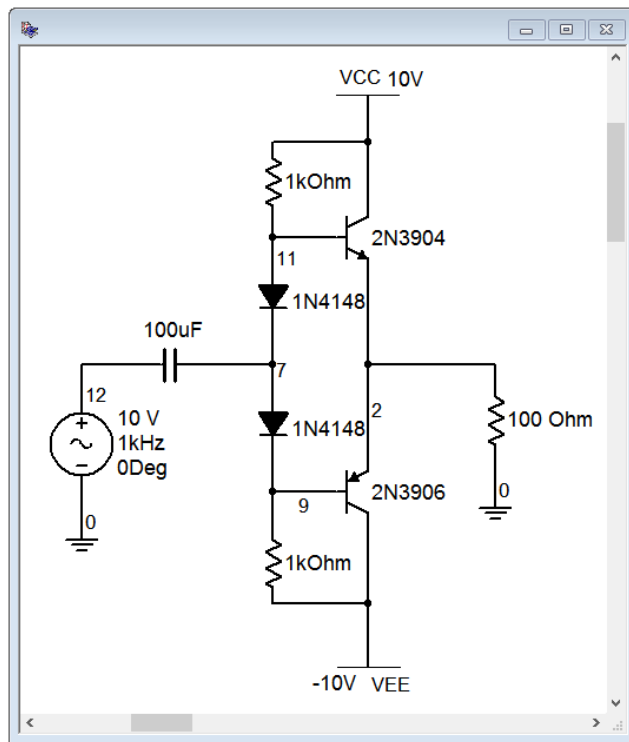 VCC 10V
1kOhm
2N3904
11
1N4148
100uF
7
12
2
10 V
1kHz
0Deg
1N4148
100 Ohm
2N3906
9
0
0
1kOhm
-10V VEE